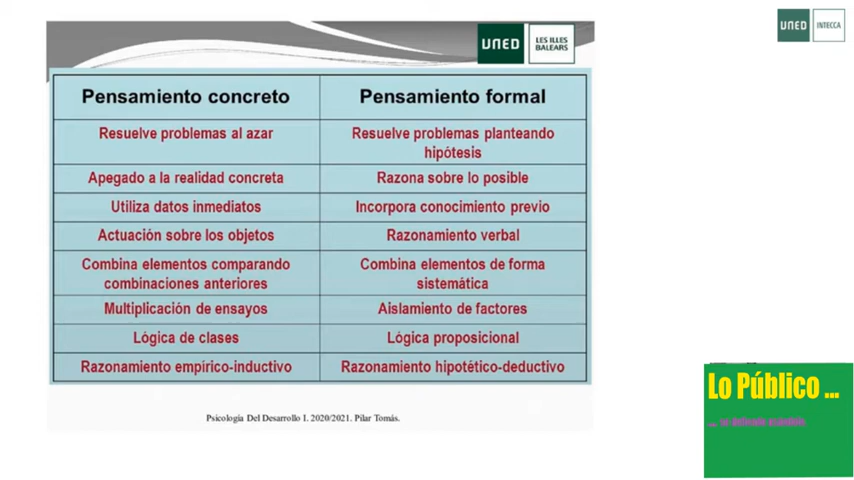 UNED
LES ILLES
BALEARS
UNED
INTECCA
Pensamiento concreto
Pensamiento formal
Resuelve problemas al azar
Resuelve problemas planteando
hipótesis
Apegado a la realidad concreta
Razona sobre lo posible
Utiliza datos inmediatos
Incorpora conocimiento previo
Actuación sobre los objetos
Razonamiento verbal
Combina elementos comparando
combinaciones anteriores
Combina elementos de forma
sistemática
Multiplicación de ensayos
Aislamiento de factores
Lógica de clases
Lógica proposicional
Razonamiento empírico-inductivo
Razonamiento hipotético-deductivo
Psicología Del Desarrollo I. 2020/2021. Pilar Tomás.
Lo Público ...